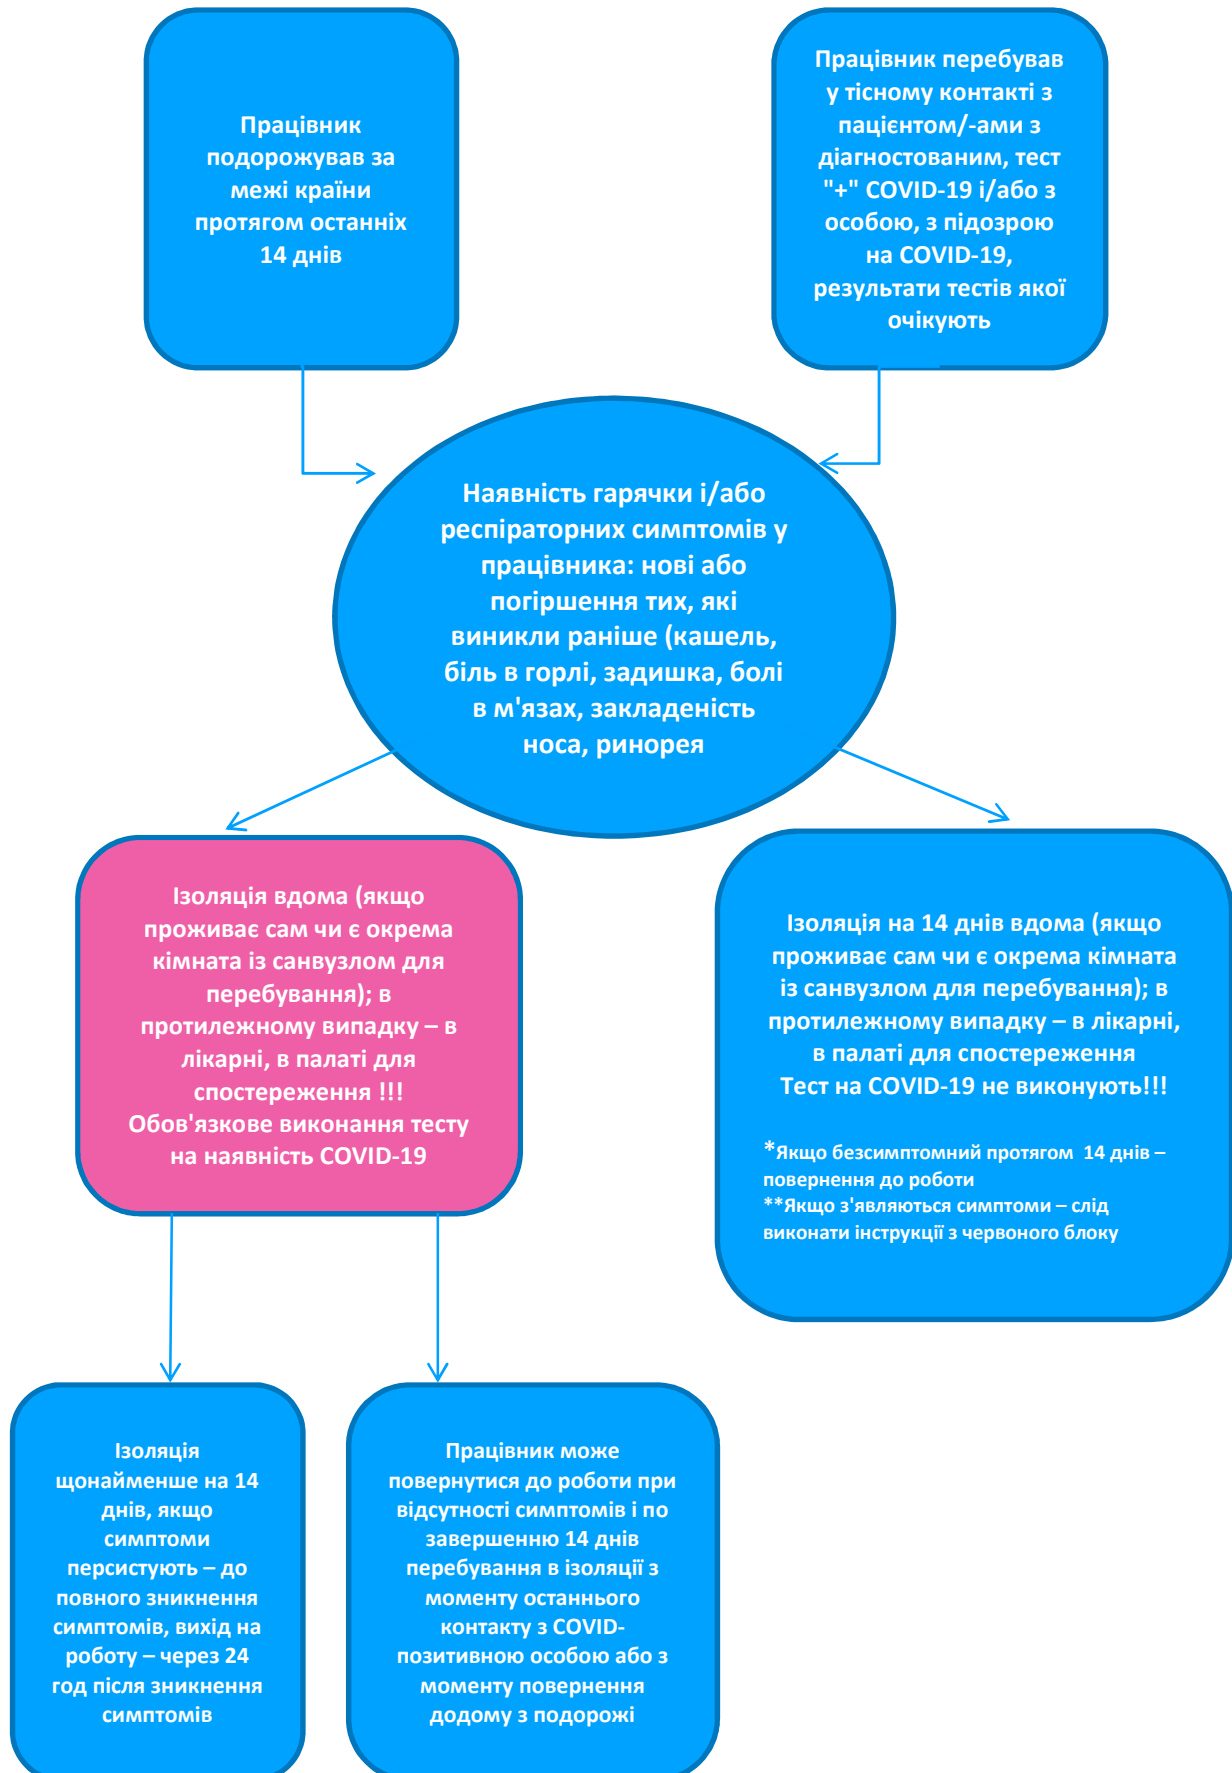 Працівник
подорожував за
межі країни
протягом останніх
14 днів
Працівник перебував
у тісному контакті з
пацієнтом/-ами з
діагностованим, тест
"+" COVID-19 і/або з
особою, з підозрою
на COVID-19,
результати тестів якої
очікують
Наявність гарячки і/або
респіраторних симптомів у
працівника: нові або
погіршення тих, які
виникли раніше (кашель,
біль в горлі, задишка, болі
в м'язах, закладеність
носа, ринорея
Ізоляція вдома (якщо
проживає сам чи є окрема
кімната із санвузлом для
перебування); в
протилежному випадку – в
лікарні, в палаті для
спостереження !!!
Обов'язкове виконання тесту
на наявність COVID-19
Ізоляція на 14 днів вдома (якщо
проживає сам чи є окрема кімната
із санвузлом для перебування); в
протилежному випадку – в лікарні,
в палаті для спостереження
Тест на COVID-19 не виконують!!!
*Якщо безсимптомний протягом 14 днів –
повернення до роботи
**Якщо з'являються симптоми – слід
виконати інструкції з червоного блоку
Ізоляція
щонайменше на 14
днів, якщо
симптоми
персистують – до
повного зникнення
симптомів, вихід на
роботу – через 24
год після зникнення
симптомів
Працівник може
повернутися до роботи при
відсутності симптомів і по
завершенню 14 днів
перебування в ізоляції з
моменту останнього
контакту з COVID-
позитивною особою або з
моменту повернення
додому з подорожі